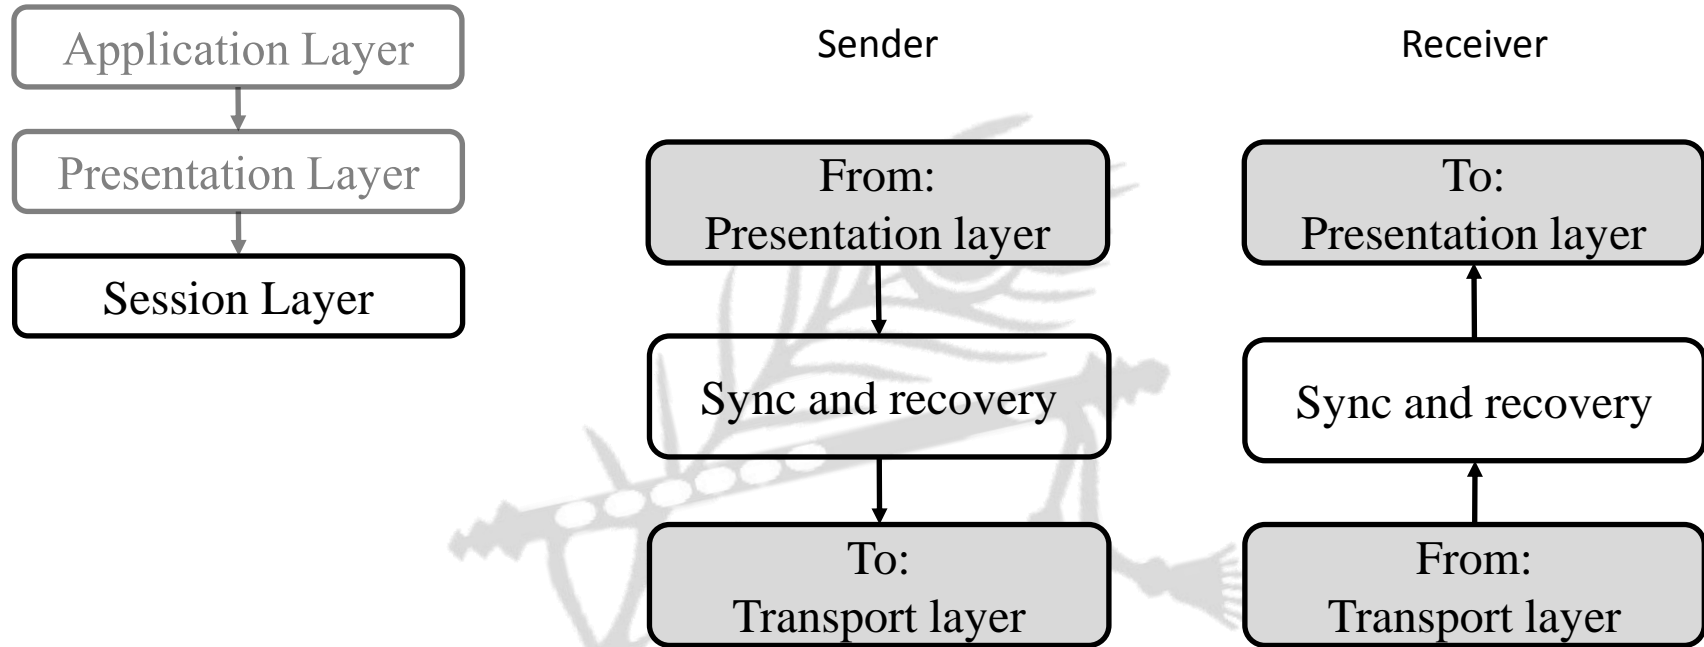 Application Layer
Presentation Layer
Session Layer
Sender
From:
Presentation layer
Sync and recovery
To:
Transport layer
Receiver
To:
Presentation layer
Sync and recovery
From:
Transport layer